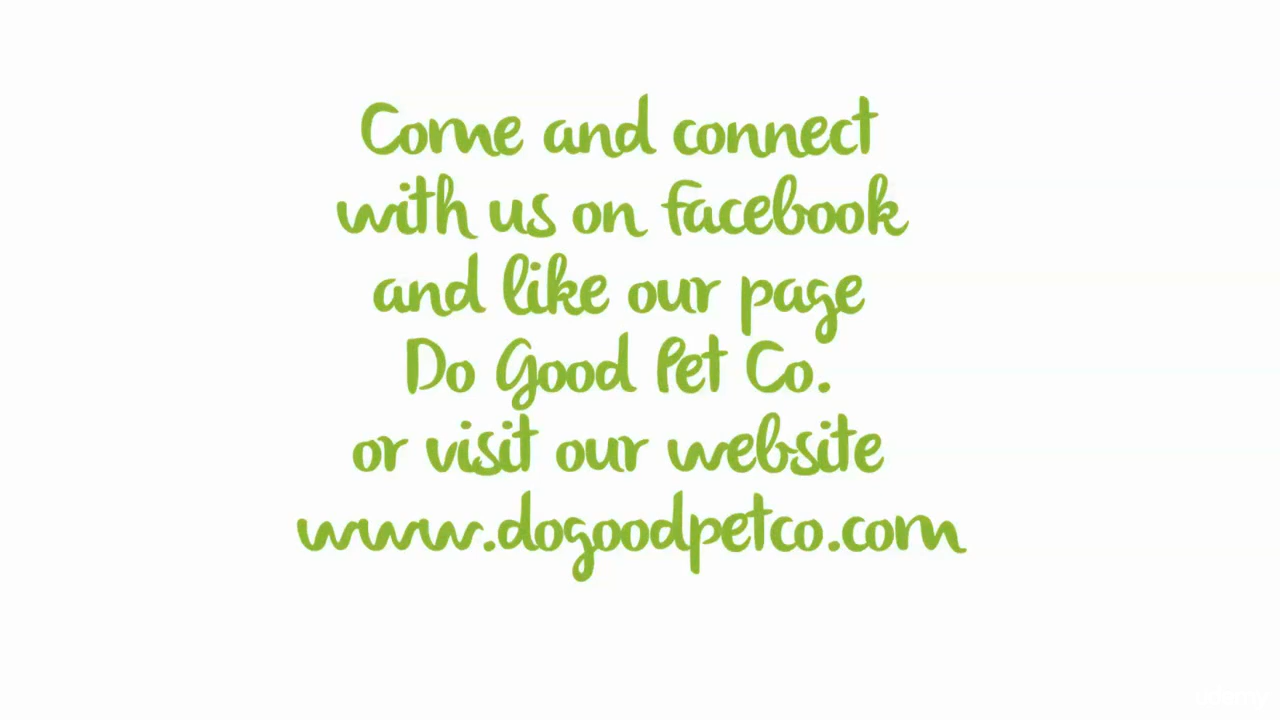 Come and connect
with us on facebook
and like our page
Do Good Pet Co.
or visit our website
www.dogoodpetco.com
udemy